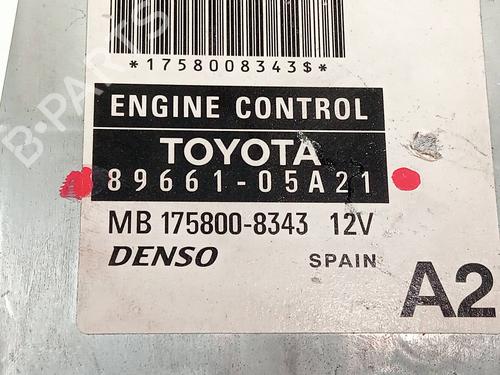 *1758008343$*
ENGINE CONTROL
TOYOTA
89661-05A21
MB 175800-8343 12V
DENSO SPAIN
A2
B-PARTS